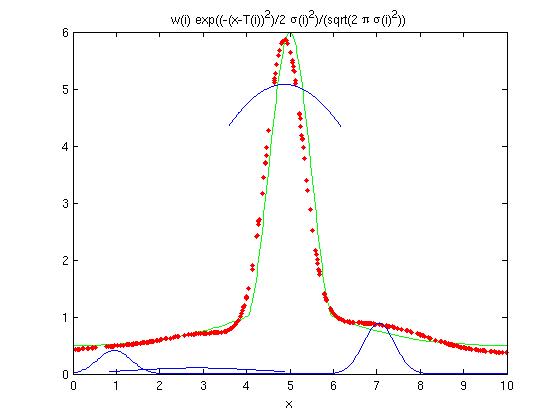 w(i) exp((-(x-T(i))²)/2 σ(i)²)/(sqrt(2 π σ(i)²))
6
5
4
3
2
1
0
0 1 2 3 4 5 6 7 8 9 10
x